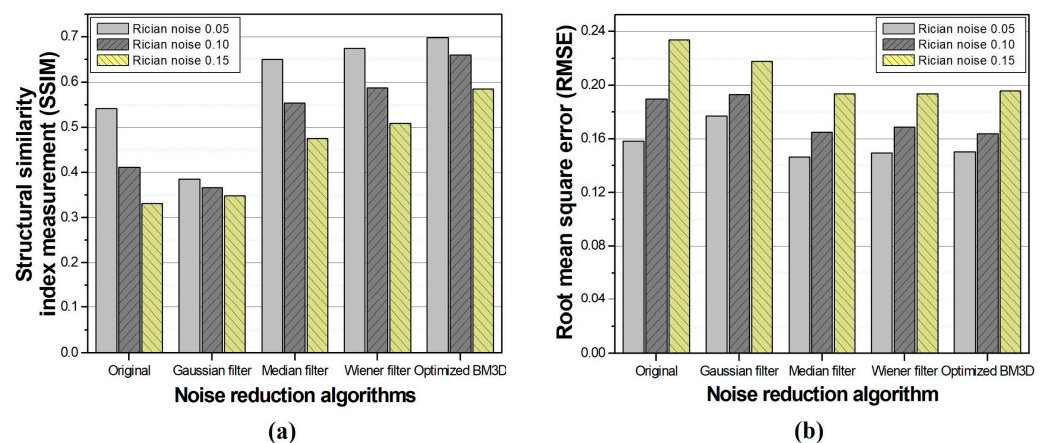 Structural similarity
index measurement (SSIM)
0.7
0.6
0.5
0.4
0.3
0.2
0.1
0.0
Rician noise 0.05
Rician noise 0.10
Rician noise 0.15
Original Gaussian filter Median filter Wiener filter Optimized BM3D
Noise reduction algorithms
(a)
Root mean square error (RMSE)
0.24
0.20
0.16
0.12
0.08
0.04
0.00
Rician noise 0.05
Rician noise 0.10
Rician noise 0.15
Original Gaussian filter Median filter Wiener filter Optimized BM3D
Noise reduction algorithm
(b)